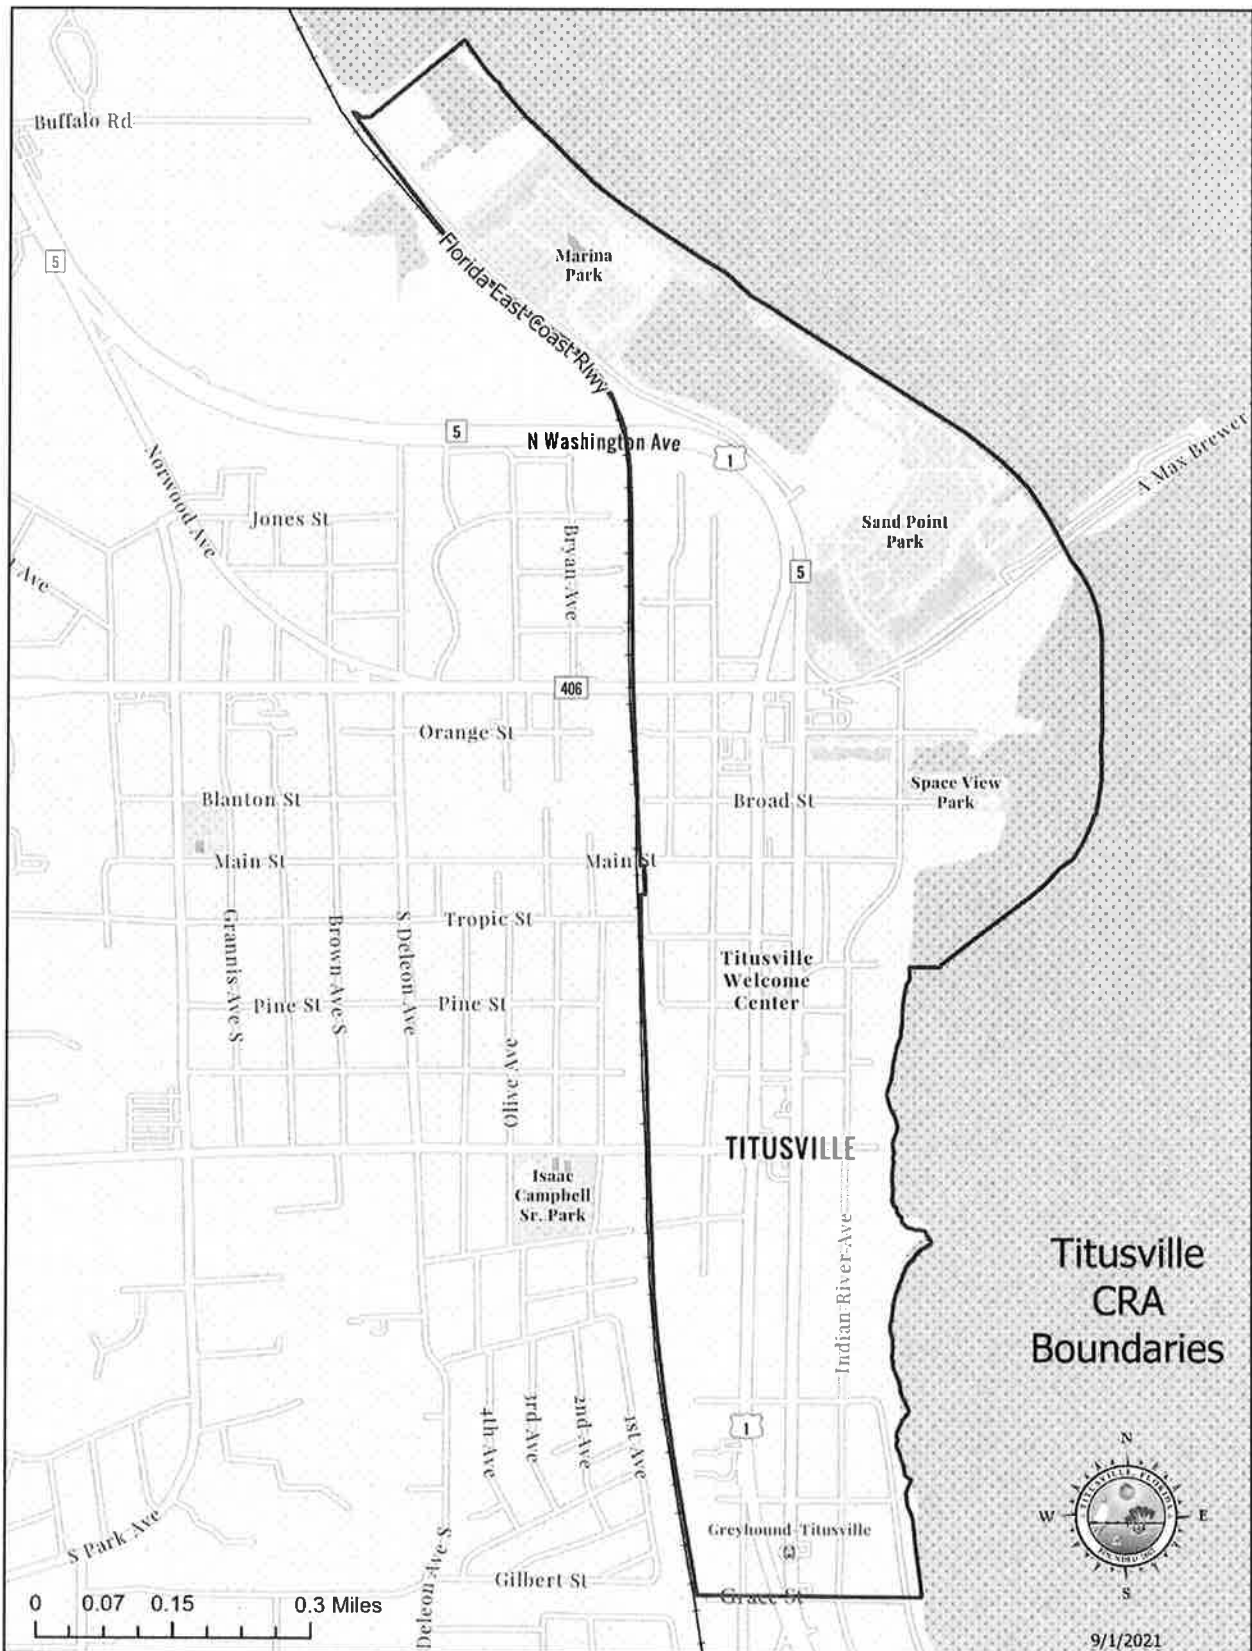 Buffalo Rd
5
Marina
Park
Florida East Coast Rlwy
5
N Washington Ave
1
A Max Brewer
Norwood Ave
Jones St
Sand Point
Park
Bryan Ave
5
Ave
406
Orange St
Space View
Park
Blanton St
Broad St
Main St
Main St
Grannis Ave S
Brown Ave S
S Deleon Ave
Tropic St
Titusville
Welcome
Center
Pine St
Pine St
Olive Ave
TITUSVILLE
Isaac
Campbell
Sr. Park
Indian River Ave
Titusville
CRA
Boundaries
4th Ave
3rd Ave
2nd Ave
1st Ave
1
N
W
E
S
TITUSVILLE, FLORIDA
S Park Ave
Deleon Ave S
Greyhound-Titusville
Gilbert St
Grace St
0 0.07 0.15 0.3 Miles
9/1/2021